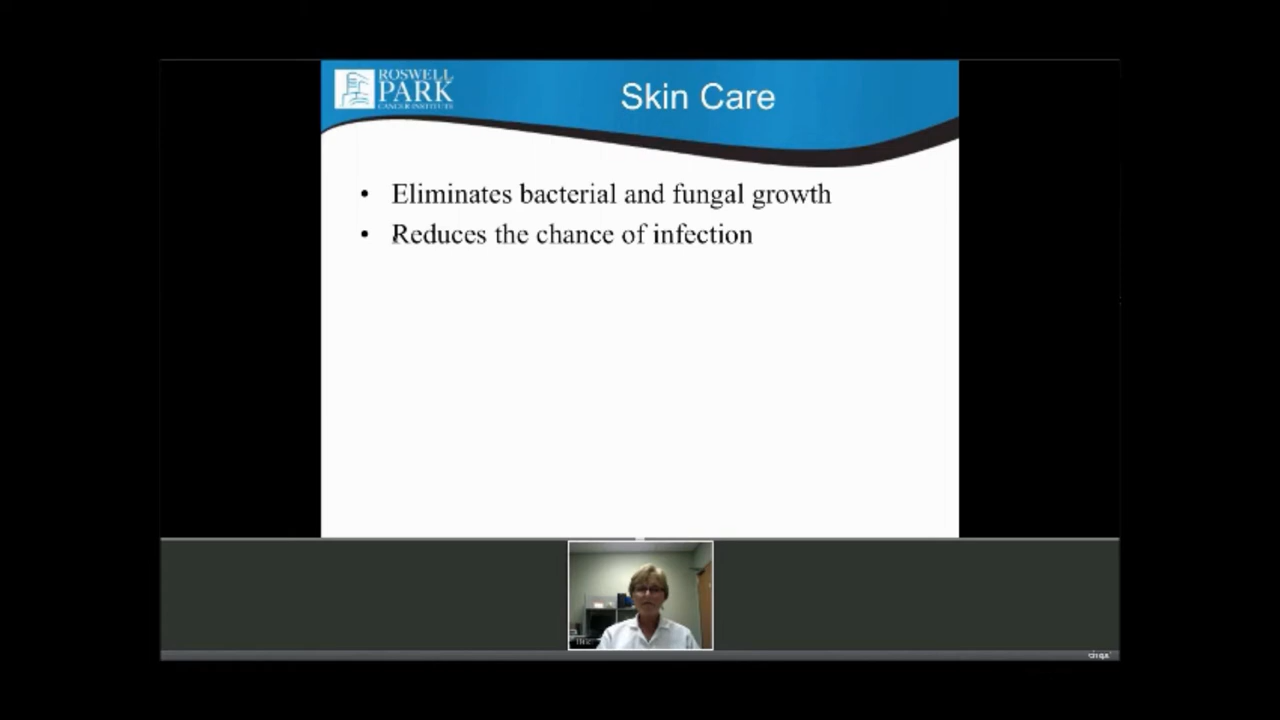 ROSWELL
PARK
CANCER INSTITUTE
Skin Care
• Eliminates bacterial and fungal growth
• Reduces the chance of infection